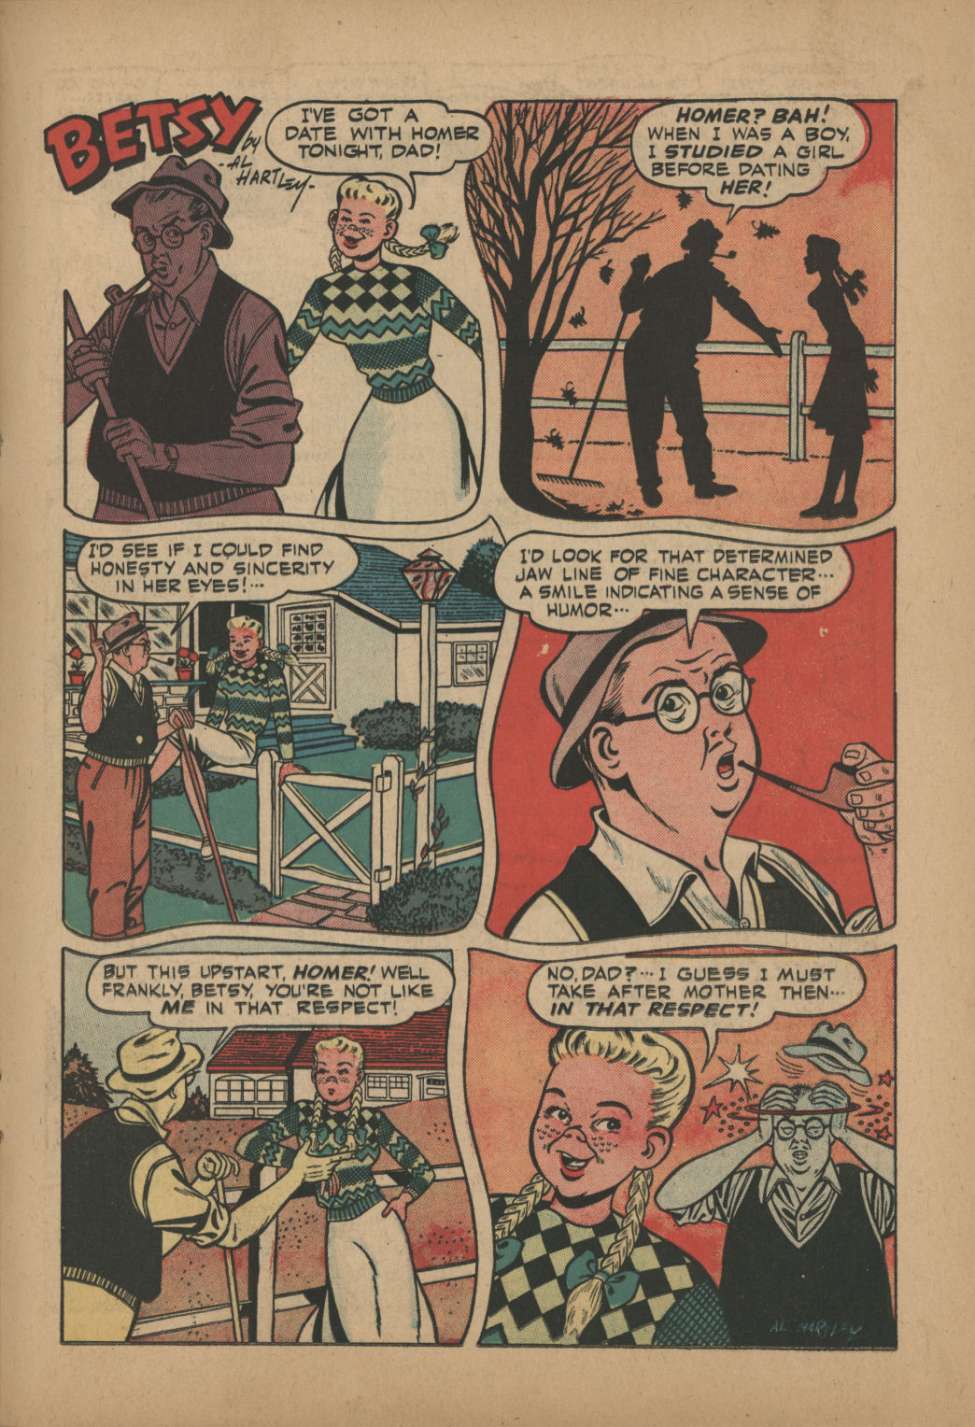 BETSY
by
-AL
HARTLEY-
I'VE GOT A
DATE WITH HOMER
TONIGHT, DAD!
HOMER? BAH!
WHEN I WAS A BOY,
I STUDIED A GIRL
BEFORE DATING
HER!
I'D SEE IF I COULD FIND
HONESTY AND SINCERITY
IN HER EYES!...
I'D LOOK FOR THAT DETERMINED
JAW LINE OF FINE CHARACTER...
A SMILE INDICATING A SENSE OF
HUMOR...
BUT THIS UPSTART, HOMER! WELL
FRANKLY, BETSY, YOU'RE NOT LIKE
ME IN THAT RESPECT!
NO, DAD?... I GUESS I MUST
TAKE AFTER MOTHER THEN...
IN THAT RESPECT!
AL HARTLEY